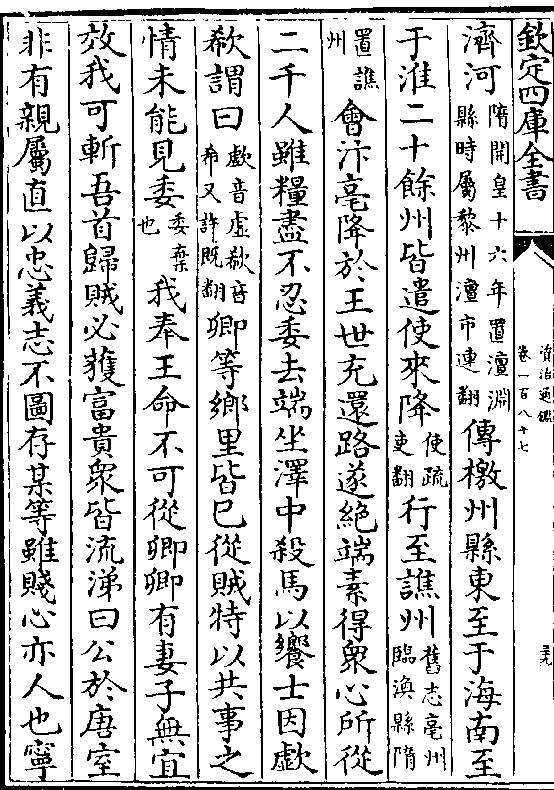 欽定四庫全書
資治通鑑
卷一百八十七
濟河隋開皇十六年置澶淵縣時屬黎州澶市連翻傳檄州縣東至于海南至
于淮二十餘州皆遣使來降使疏吏翻行至譙州舊志亳州臨渙縣隋
置譙州會汴亳降於王世充還路遂絶端素得衆心所從
二千人雖糧盡不忍委去端坐澤中殺馬以饗士因歔
欷謂曰歔音虛欷音希又許既翻卿等鄉里皆巳從賊特以共事之
情未能見委委棄也我奉王命不可從卿卿有妻子無宜
效我可斬吾首歸賊必獲富貴衆皆流涕曰公於唐室
非有親屬直以忠義志不圖存某等雖賤心亦人也寧